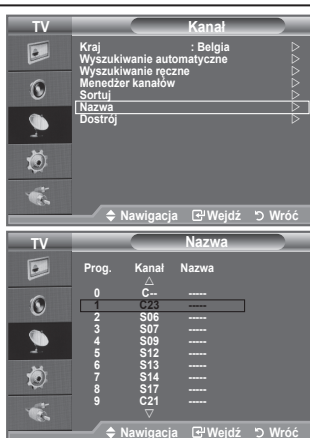 TV Kanał
Kraj : Belgia
Wyszukiwanie automatyczne
Wyszukiwanie ręczne
Menedżer kanałów
Sortuj
Nazwa
Dostrój
Nawigacja Wejdź Wróć
TV Nazwa
Prog. Kanał Nazwa
0 C-- -----
1 C23 -----
2 S06 -----
3 S07 -----
4 S09 -----
5 S12 -----
6 S13 -----
7 S14 -----
8 S17 -----
9 C21 -----
Nawigacja Wejdź Wróć